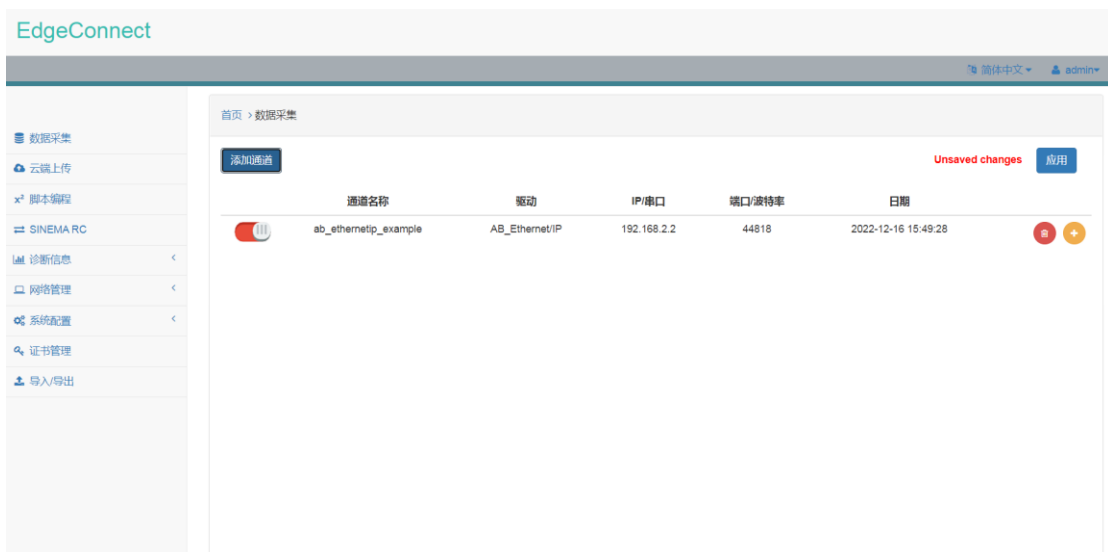 EdgeConnect
简体中文 admin
首页 > 数据采集
数据采集
云端上传
x² 脚本编程
SINEMA RC
诊断信息
网络管理
系统配置
证书管理
导入/导出
添加通道 Unsaved changes 应用
通道名称 驱动 IP/串口 端口/波特率 日期
ab_ethernetip_example AB_Ethernet/IP 192.168.2.2 44818 2022-12-16 15:49:28